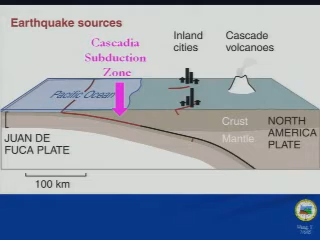 Earthquake sources
Cascadia
Subduction
Zone
Inland
cities
Cascade
volcanoes
Pacific Ocean
JUAN DE
FUCA PLATE
Crust
Mantle
NORTH
AMERICA
PLATE
100 km